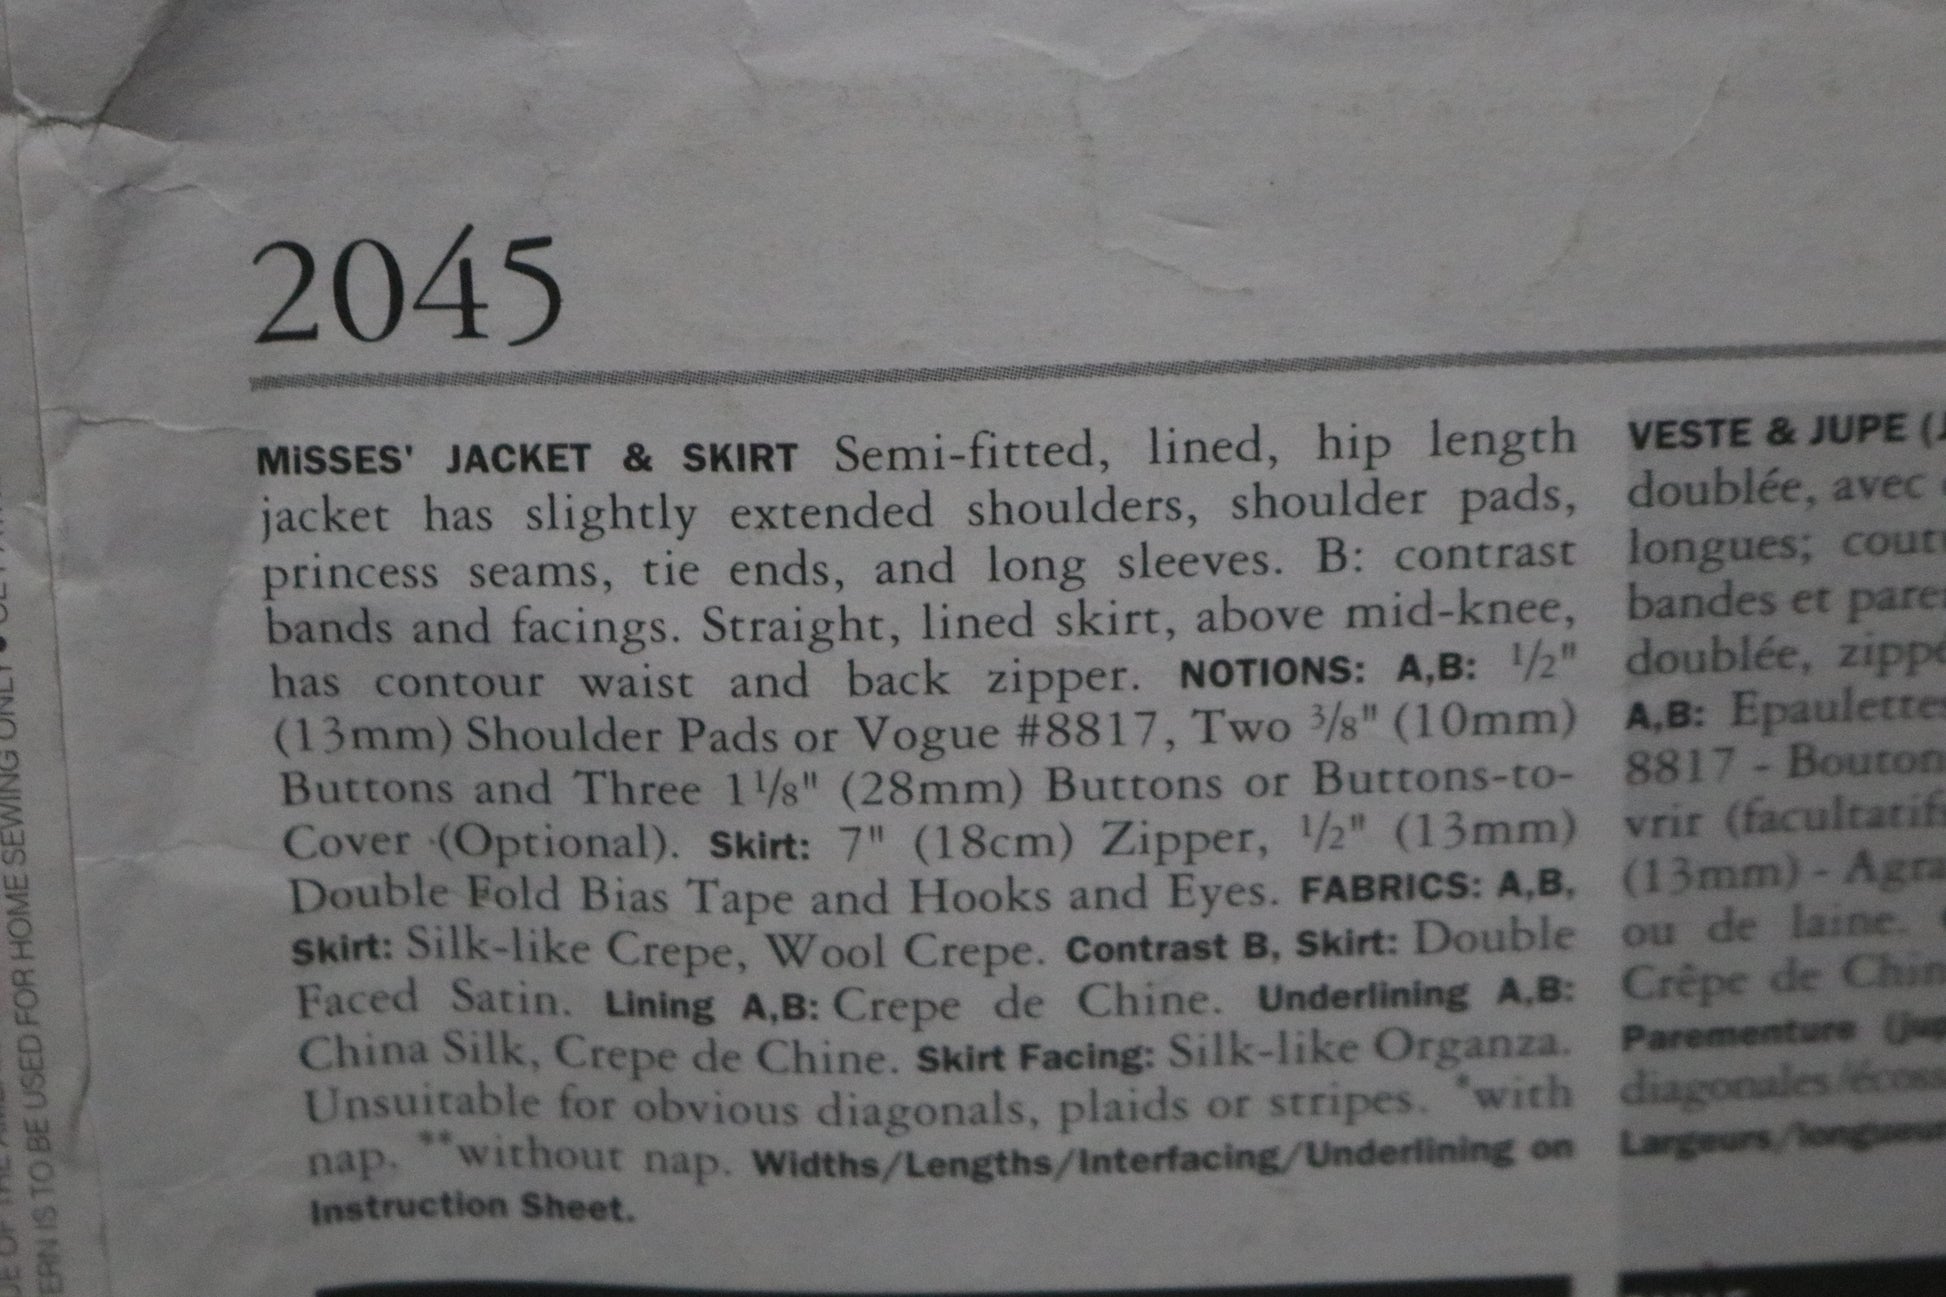 2045
MiSSES' JACKET & SKIRT Semi-fitted, lined, hip length
jacket has slightly extended shoulders, shoulder pads,
princess seams, tie ends, and long sleeves. B: contrast
bands and facings. Straight, lined skirt, above mid-knee,
has contour waist and back zipper. NOTIONS: A,B: 1/2"
(13mm) Shoulder Pads or Vogue #8817, Two 3/8" (10mm)
Buttons and Three 1 1/8" (28mm) Buttons or Buttons-to-
Cover (Optional). Skirt: 7" (18cm) Zipper, 1/2" (13mm)
Double Fold Bias Tape and Hooks and Eyes. FABRICS: A,B,
Skirt: Silk-like Crepe, Wool Crepe. Contrast B, Skirt: Double
Faced Satin. Lining A,B: Crepe de Chine. Underlining A,B:
China Silk, Crepe de Chine. Skirt Facing: Silk-like Organza.
Unsuitable for obvious diagonals, plaids or stripes. *with
nap. **without nap. Widths/Lengths/Interfacing/Underlining on
Instruction Sheet.
VESTE & JUPE (J
doublée, avec
longues;
bandes et
doublée,
A,B:
8817 -
vrir
(13mm) -
ou de laine.
Crêpe de
Parementure
TO BE USED FOR HOME SEWING ONLY •